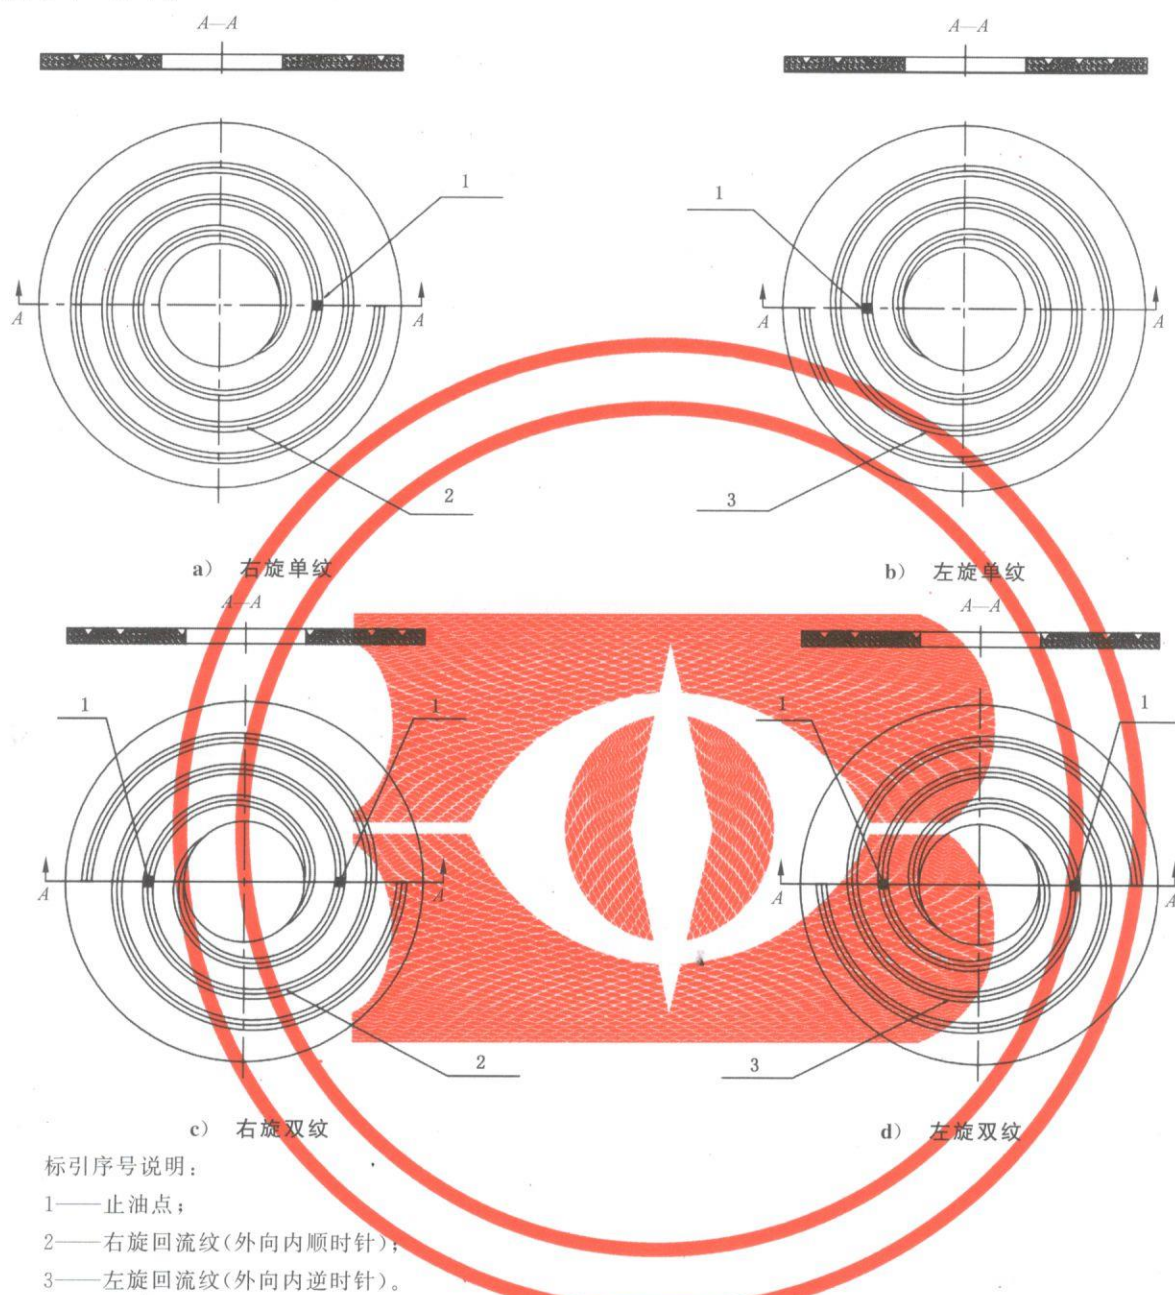 A—A
A—A
1
1
A
A
A
A
2
3
a) 右旋单纹
b) 左旋单纹
A—A
A—A
1
1
1
1
A
A
A
A
2
3
c) 右旋双纹
d) 左旋双纹
标引序号说明：
1——止油点；
2——右旋回流纹(外向内顺时针)；
3——左旋回流纹(外向内逆时针)。